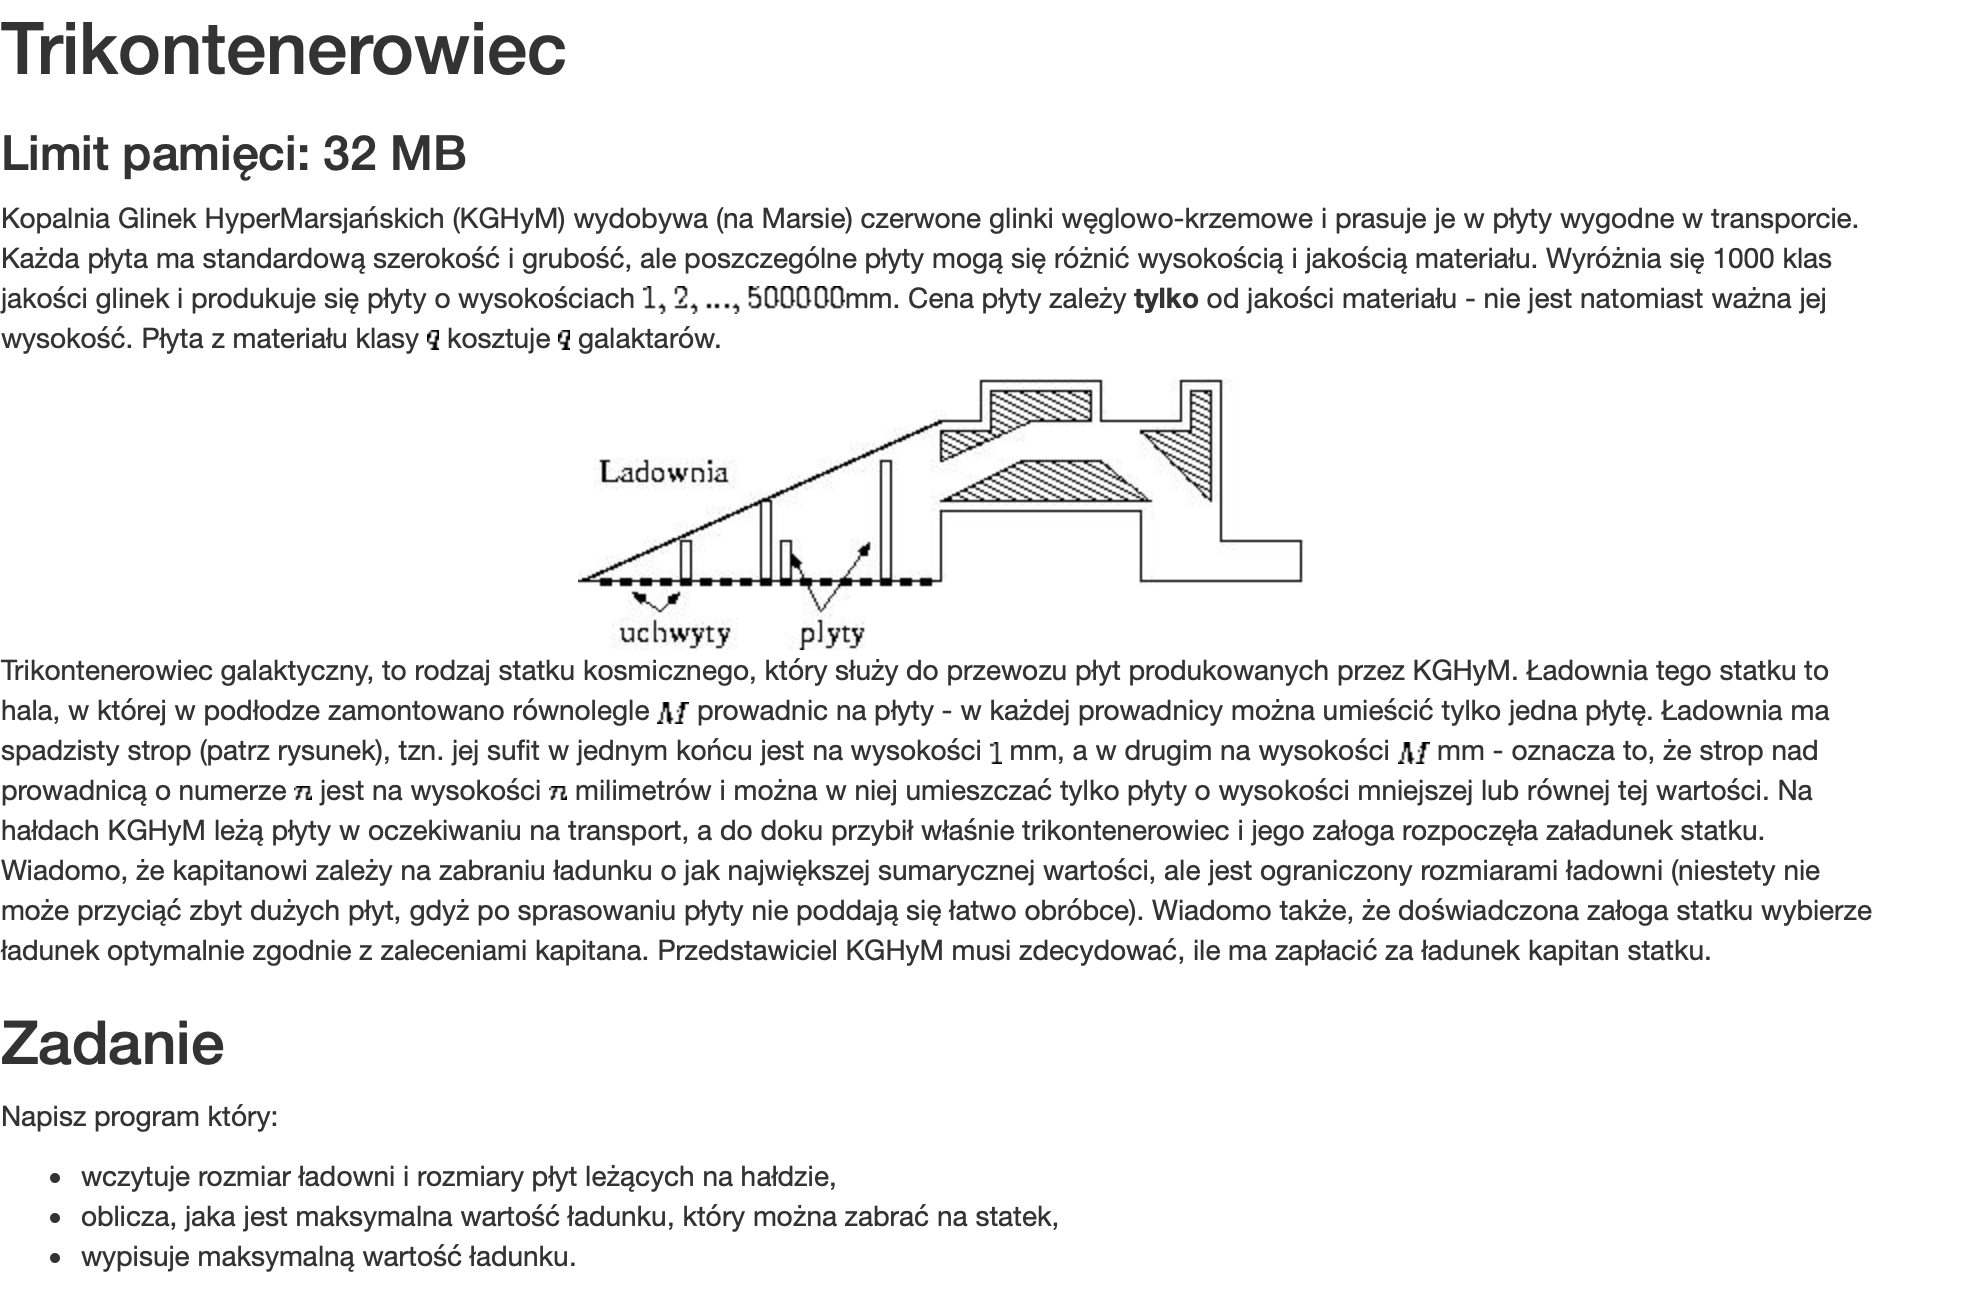 Trikontenerowiec
Limit pamięci: 32 MB
Kopalnia Glinek HyperMarsjańskich (KGHyM) wydobywa (na Marsie) czerwone glinki węglowo-krzemowe i prasuje je w płyty wygodne w transporcie.
Każda płyta ma standardową szerokość i grubość, ale poszczególne płyty mogą się różnić wysokością i jakością materiału. Wyróżnia się 1000 klas
jakości glinek i produkuje się płyty o wysokościach 1, 2, ..., 500000mm. Cena płyty zależy tylko od jakości materiału - nie jest natomiast ważna jej
wysokość. Płyta z materiału klasy q kosztuje q galaktarów.
Ladownia
uchwyty plyty
Trikontenerowiec galaktyczny, to rodzaj statku kosmicznego, który służy do przewozu płyt produkowanych przez KGHyM. Ładownia tego statku to
hala, w której w podłodze zamontowano równolegle M prowadnic na płyty - w każdej prowadnicy można umieścić tylko jedna płytę. Ładownia ma
spadzisty strop (patrz rysunek), tzn. jej sufit w jednym końcu jest na wysokości 1 mm, a w drugim na wysokości M mm - oznacza to, że strop nad
prowadnicą o numerze n jest na wysokości n milimetrów i można w niej umieszczać tylko płyty o wysokości mniejszej lub równej tej wartości. Na
hałdach KGHyM leżą płyty w oczekiwaniu na transport, a do doku przybił właśnie trikontenerowiec i jego załoga rozpoczęła załadunek statku.
Wiadomo, że kapitanowi zależy na zabraniu ładunku o jak największej sumarycznej wartości, ale jest ograniczony rozmiarami ładowni (niestety nie
może przyciąć zbyt dużych płyt, gdyż po sprasowaniu płyty nie poddają się łatwo obróbce). Wiadomo także, że doświadczona załoga statku wybierze
ładunek optymalnie zgodnie z zaleceniami kapitana. Przedstawiciel KGHyM musi zdecydować, ile ma zapłacić za ładunek kapitan statku.
Zadanie
Napisz program który:
• wczytuje rozmiar ładowni i rozmiary płyt leżących na hałdzie,
• oblicza, jaka jest maksymalna wartość ładunku, który można zabrać na statek,
• wypisuje maksymalną wartość ładunku.